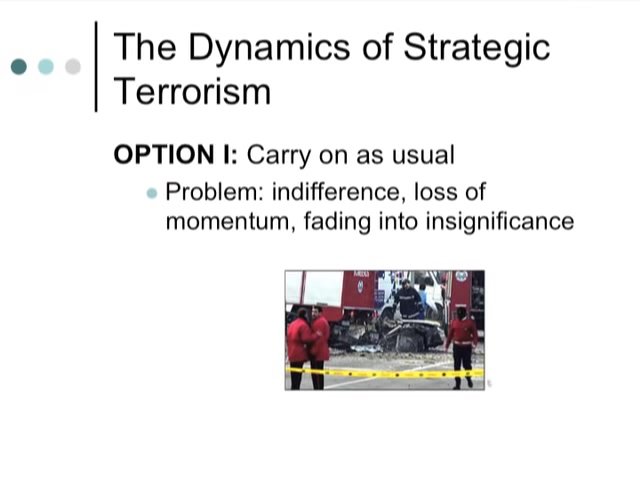 The Dynamics of Strategic
Terrorism
OPTION I: Carry on as usual
Problem: indifference, loss of
momentum, fading into insignificance